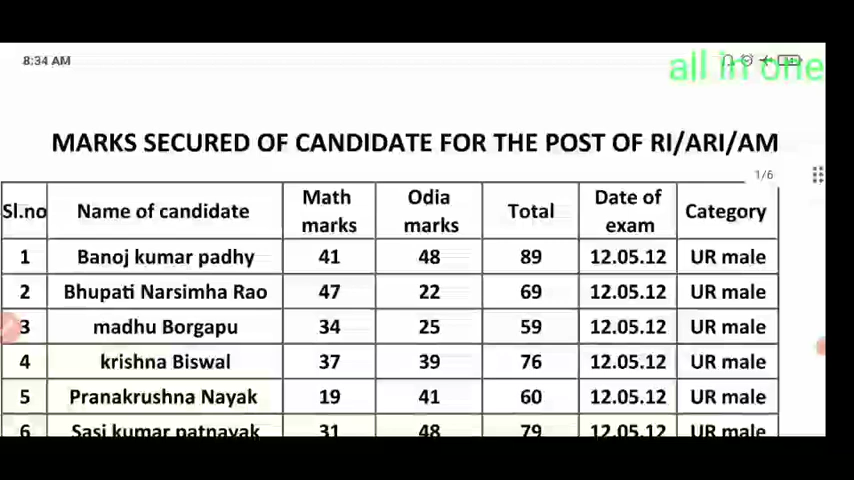 8:34 AM
all in one
MARKS SECURED OF CANDIDATE FOR THE POST OF RI/ARI/AM
1/6
Sl.no Name of candidate Math marks Odia marks Total Date of exam Category
1 Banoj kumar padhy 41 48 89 12.05.12 UR male
2 Bhupati Narsimha Rao 47 22 69 12.05.12 UR male
3 madhu Borgapu 34 25 59 12.05.12 UR male
4 krishna Biswal 37 39 76 12.05.12 UR male
5 Pranakrushna Nayak 19 41 60 12.05.12 UR male
6 Sasi kumar patnayak 31 48 79 12.05.12 UR male